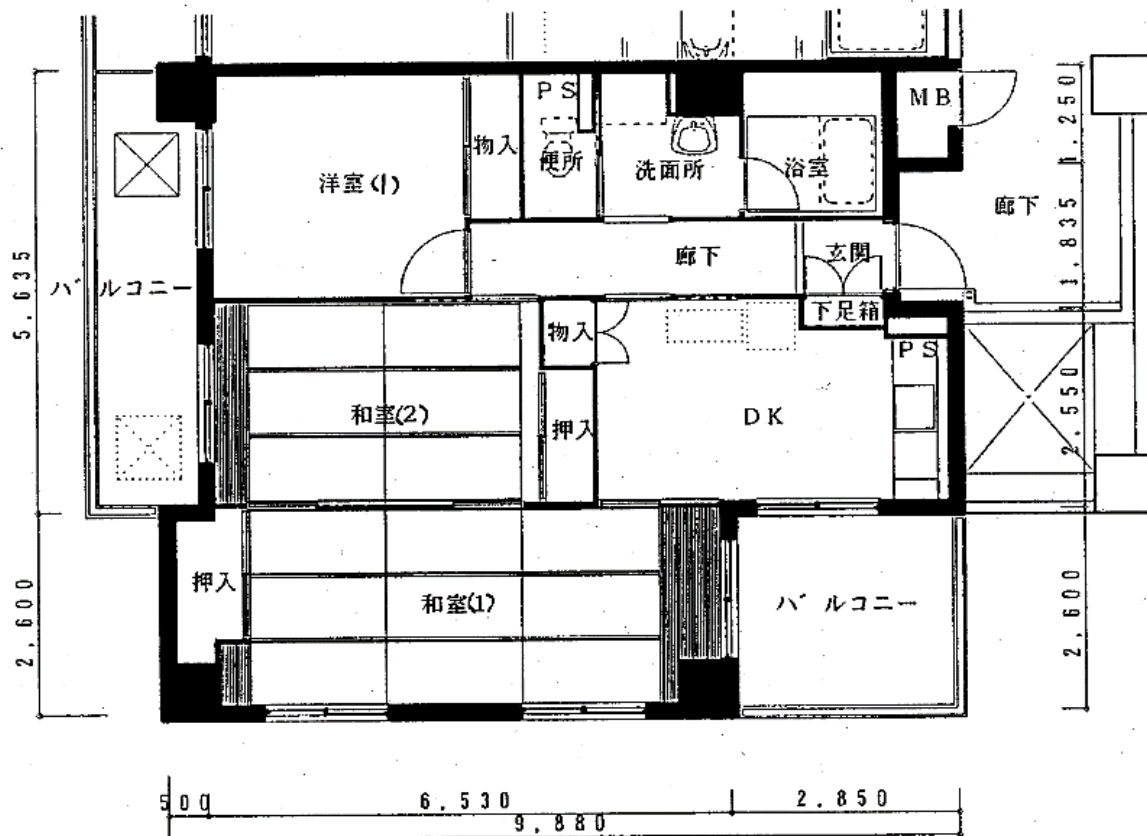 PS
MB
物入
便所
洗面所
浴室
洋室(1)
廊下
廊下
玄関
バルコニー
下足箱
物入
PS
和室(2)
押入
DK
押入
和室(1)
バルコニー
5,635
2,600
1,250
1,835
2,550
2,600
500
6,530
2,850
9,880